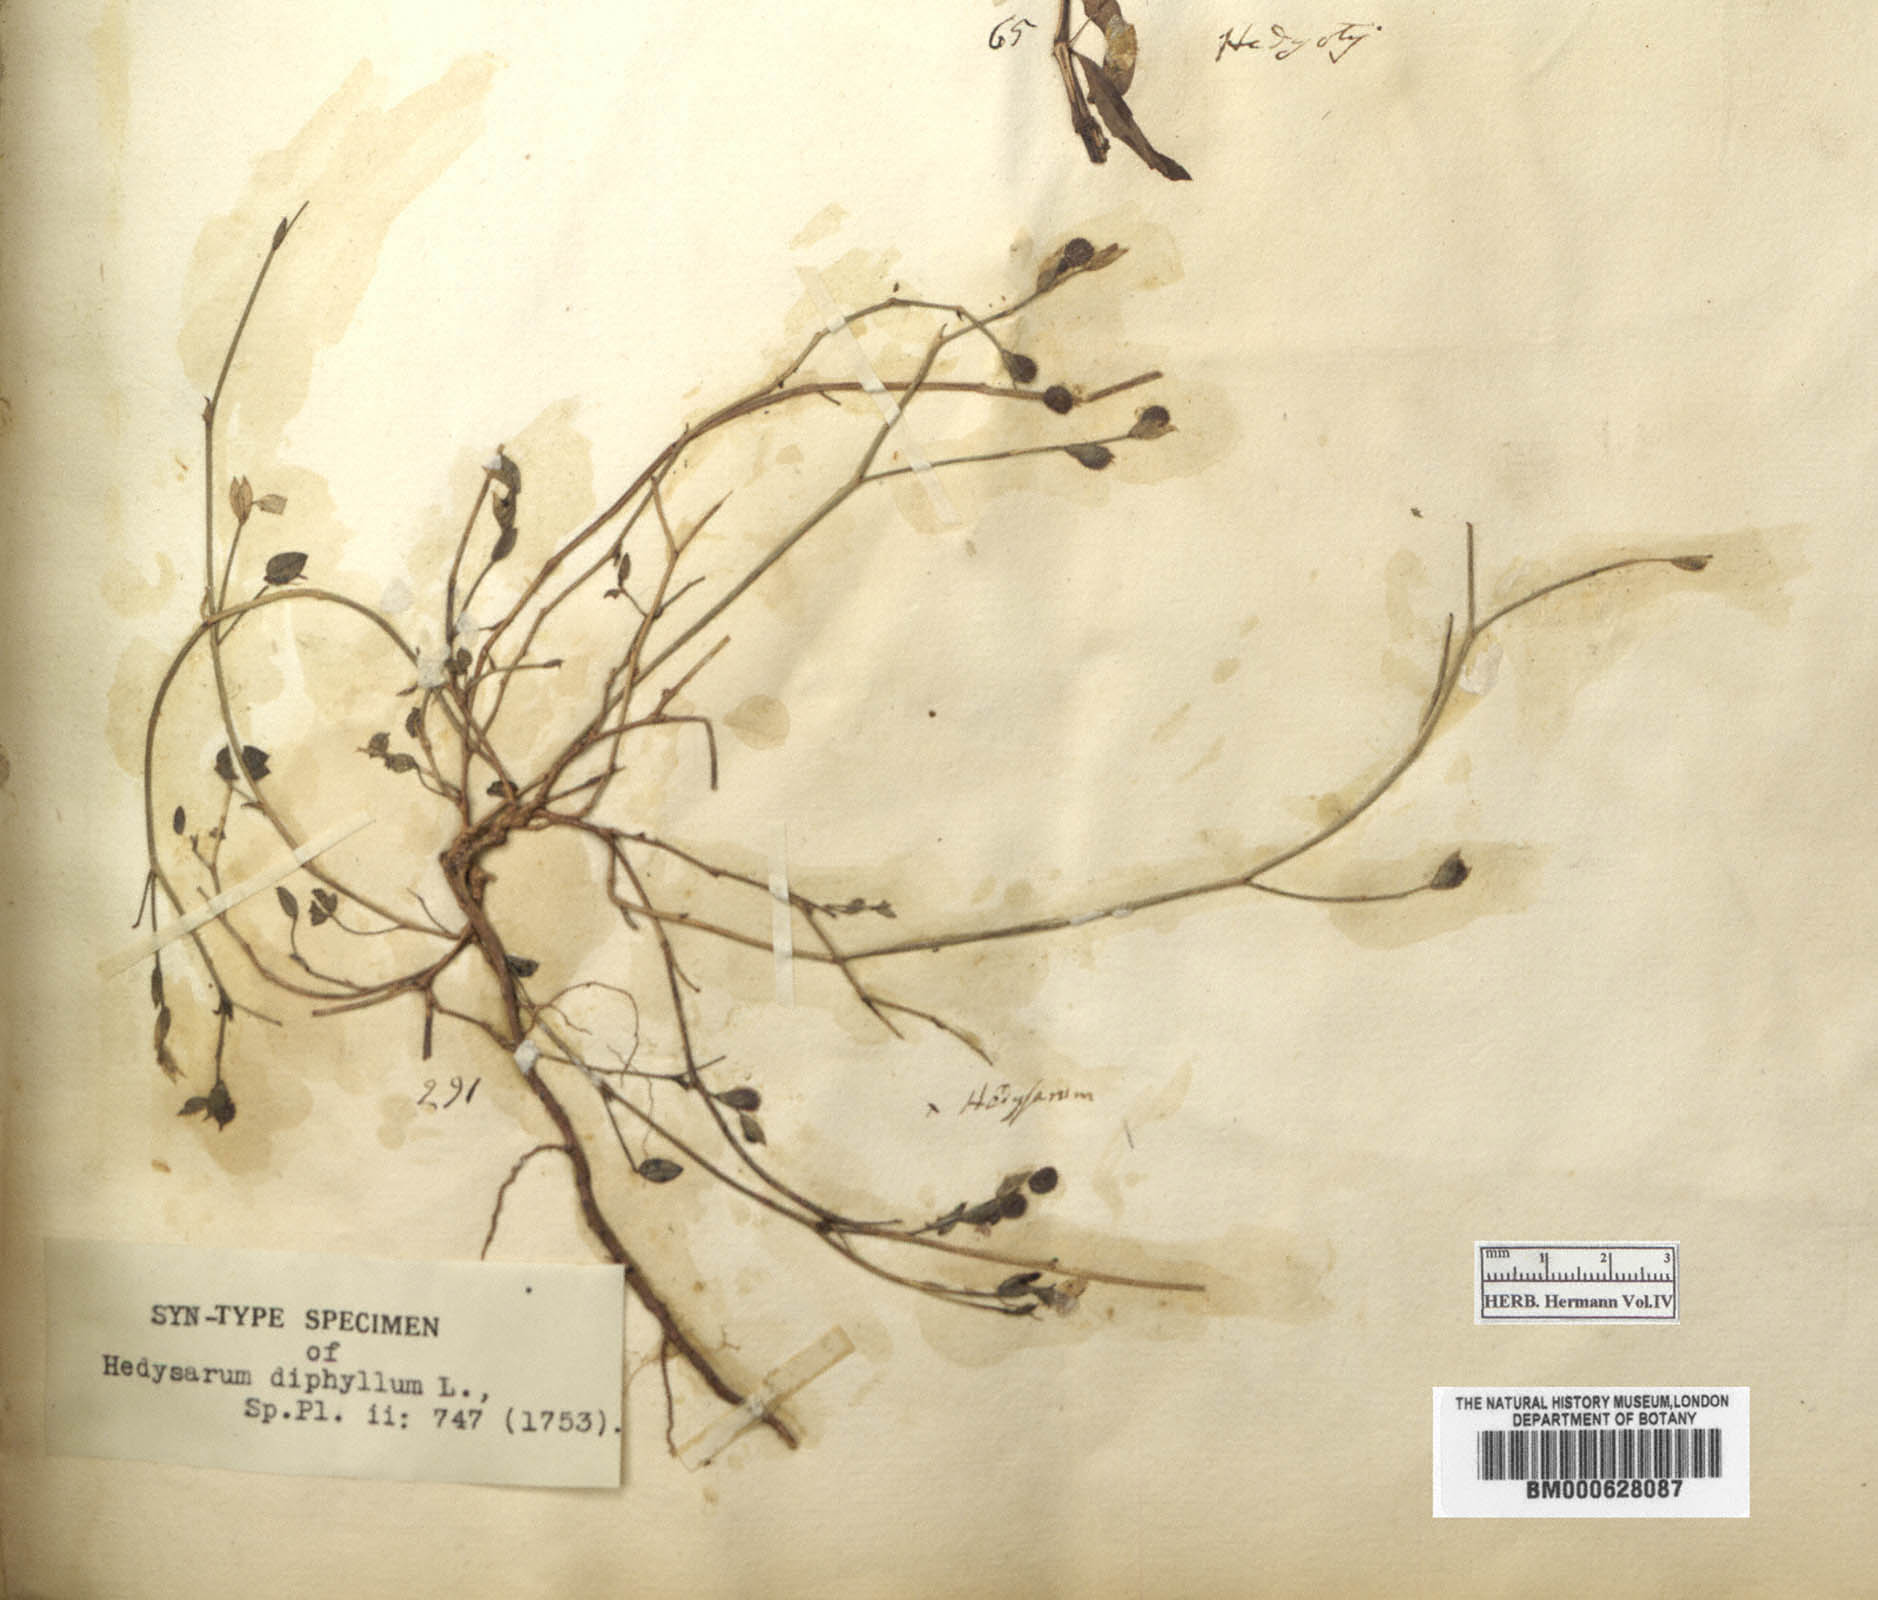 65 Hedyoty
291
Hedysarum
SYN-TYPE SPECIMEN
of
Hedysarum diphyllum L.,
Sp.Pl. ii: 747 (1753).
mm 1 2 3
HERB. Hermann Vol.IV
THE NATURAL HISTORY MUSEUM,LONDON
DEPARTMENT OF BOTANY
BM000628087